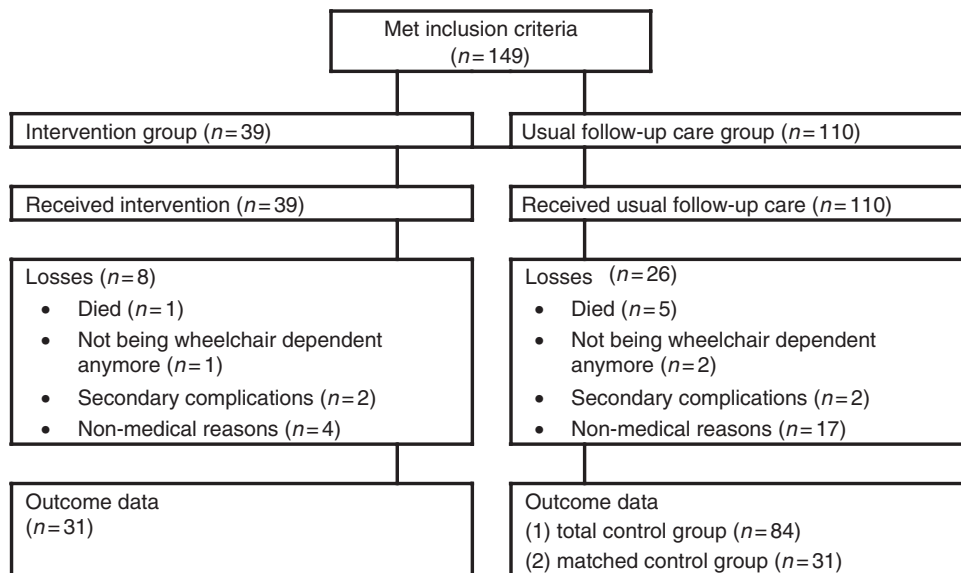 Met inclusion criteria
(n=149)
Intervention group (n=39)
Usual follow-up care group (n=110)
Received intervention (n=39)
Received usual follow-up care (n=110)
Losses (n=8)
• Died (n=1)
• Not being wheelchair dependent
anymore (n=1)
• Secondary complications (n=2)
• Non-medical reasons (n=4)
Losses (n=26)
• Died (n=5)
• Not being wheelchair dependent
anymore (n=2)
• Secondary complications (n=2)
• Non-medical reasons (n=17)
Outcome data
(n=31)
Outcome data
(1) total control group (n=84)
(2) matched control group (n=31)